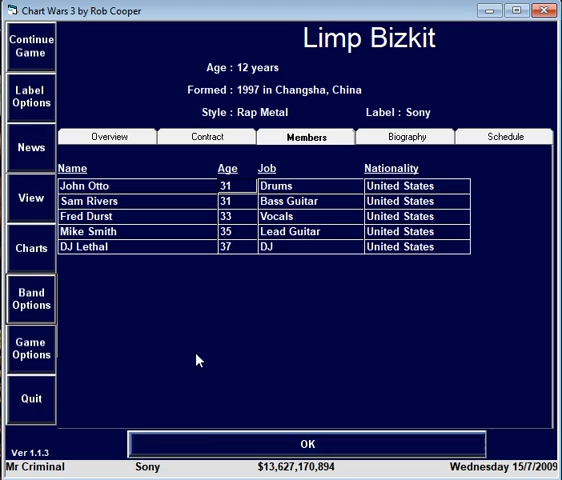 Chart Wars 3 by Rob Cooper
Continue Game
Label Options
News
View
Charts
Band Options
Game Options
Quit
Ver 1.1.3
Limp Bizkit
Age : 12 years
Formed : 1997 in Changsha, China
Style : Rap Metal Label : Sony
Overview Contract Members Biography Schedule
Name Age Job Nationality
John Otto 31 Drums United States
Sam Rivers 31 Bass Guitar United States
Fred Durst 33 Vocals United States
Mike Smith 35 Lead Guitar United States
DJ Lethal 37 DJ United States
OK
Mr Criminal Sony $13,627,170,894 Wednesday 15/7/2009